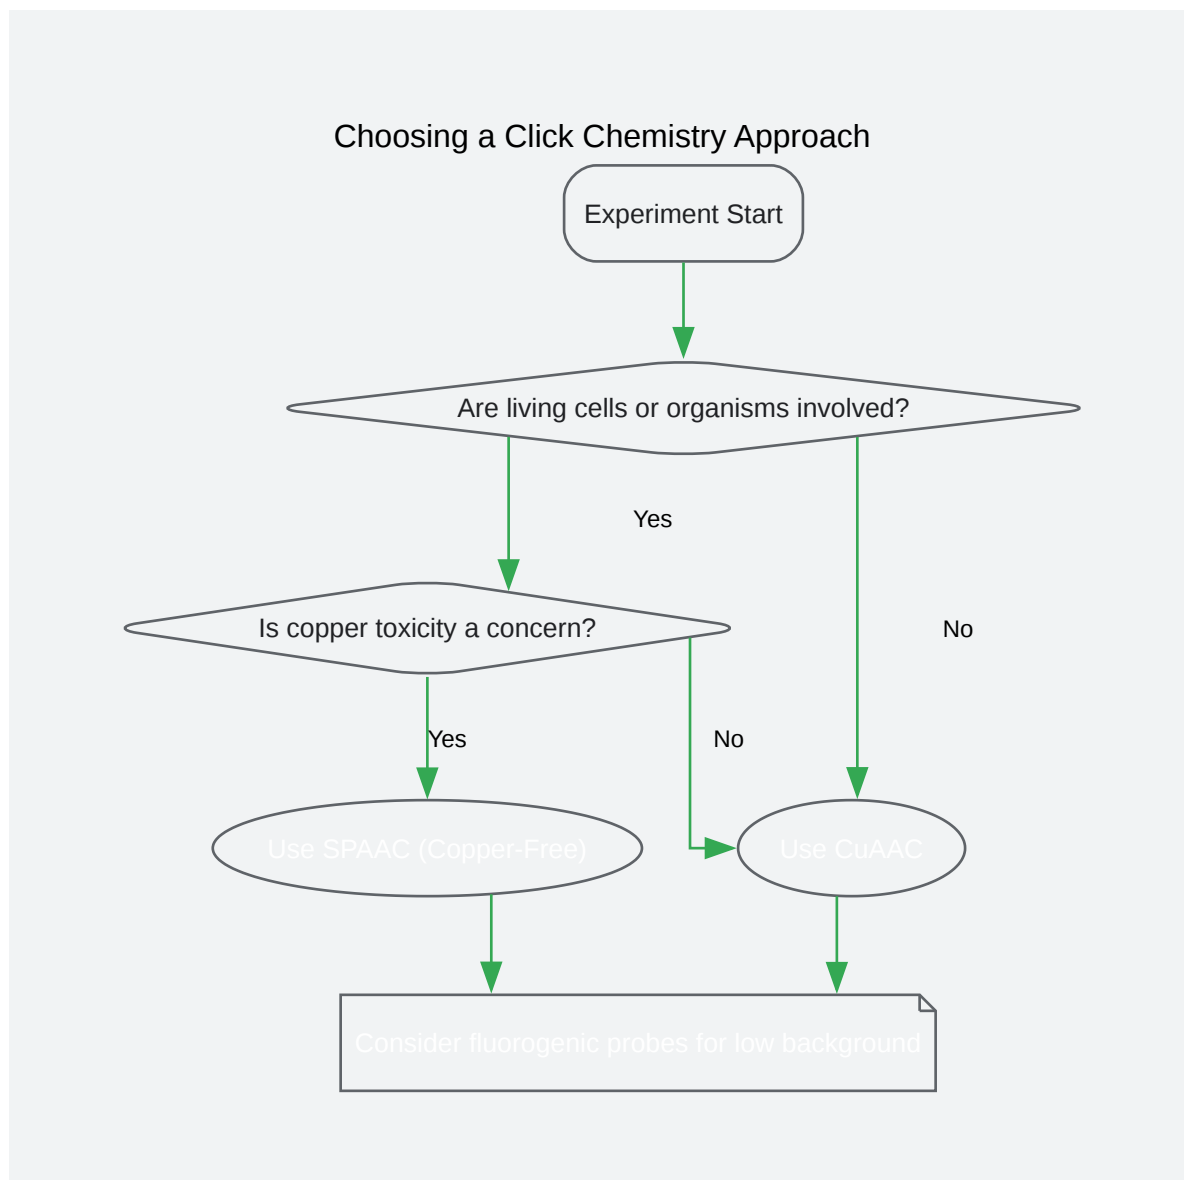 Choosing a Click Chemistry Approach
Experiment Start
Are living cells or organisms involved?
Yes
Is copper toxicity a concern?
No
Yes
No
Use SPAAC (Copper-Free)
Use CuAAC
Consider fluorogenic probes for low background